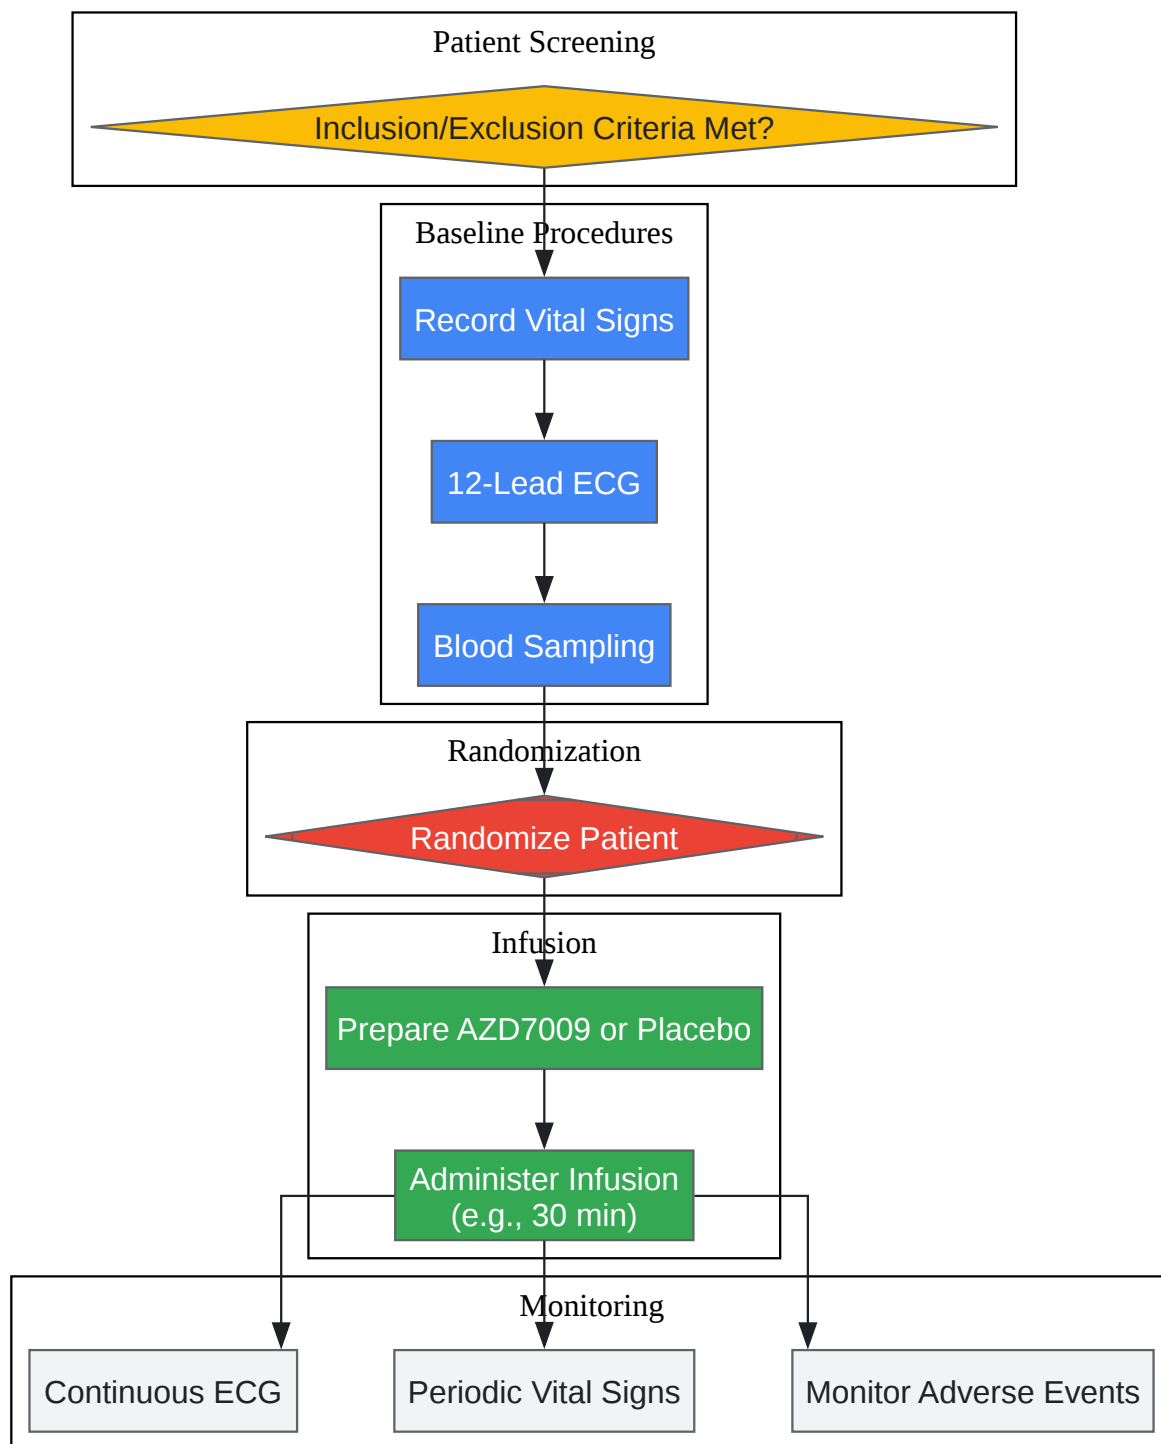 Patient Screening
Inclusion/Exclusion Criteria Met?
Baseline Procedures
Record Vital Signs
12-Lead ECG
Blood Sampling
Randomization
Randomize Patient
Infusion
Prepare AZD7009 or Placebo
Administer Infusion
(e.g., 30 min)
Monitoring
Continuous ECG
Periodic Vital Signs
Monitor Adverse Events